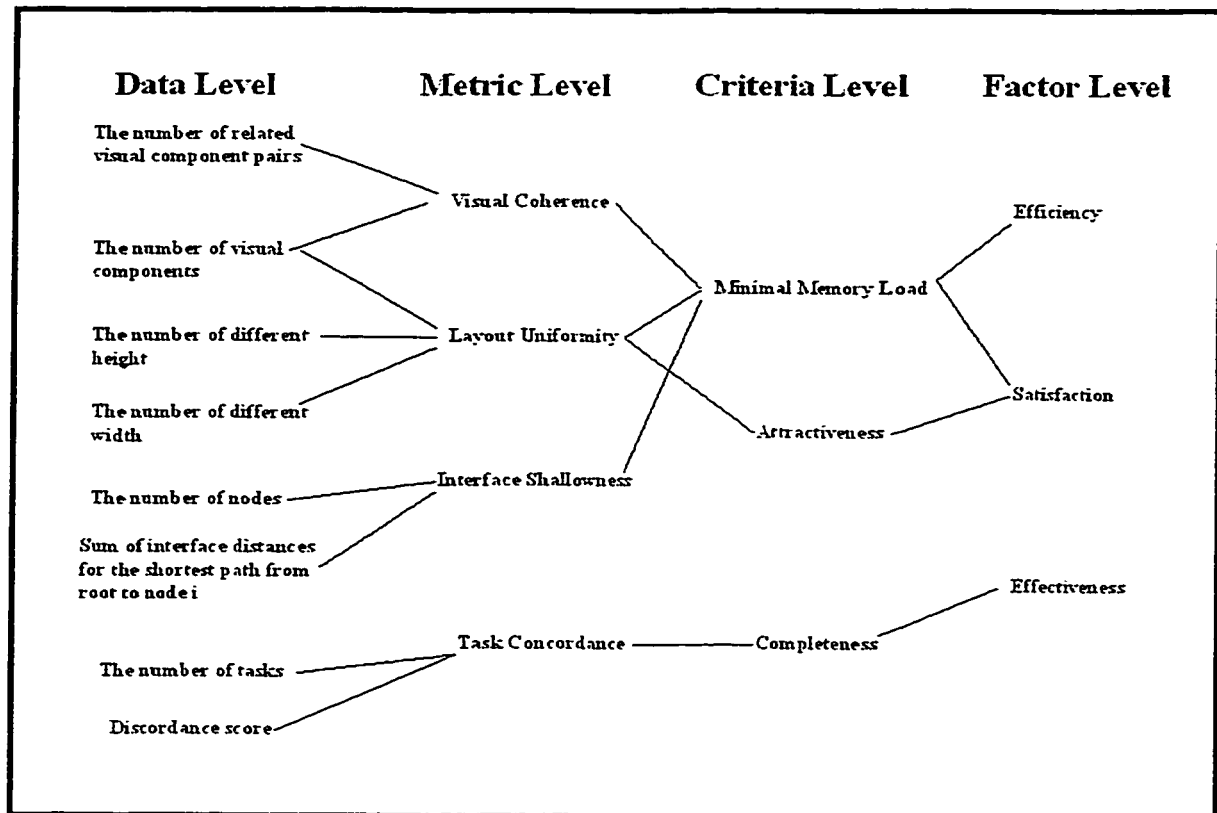 Data Level
Metric Level
Criteria Level
Factor Level
The number of related
visual component pairs
The number of visual
components
The number of different
height
The number of different
width
The number of nodes
Sum of interface distances
for the shortest path from
root to node i
The number of tasks
Discordance score
Visual Coherence
Layout Uniformity
Interface Shallowness
Task Concordance
Minimal Memory Load
Attractiveness
Completeness
Efficiency
Satisfaction
Effectiveness